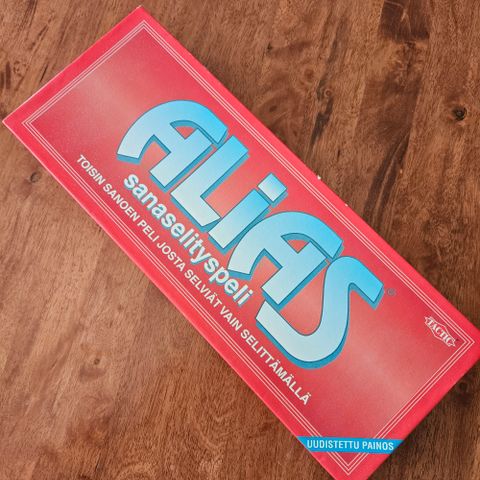 ALiAS®
sanaselityspeli
TOISIN SANOEN PELI JOSTA SELVIÄT VAIN SELITTÄMÄLLÄ
TACTIC
UUDISTETTU PAINOS